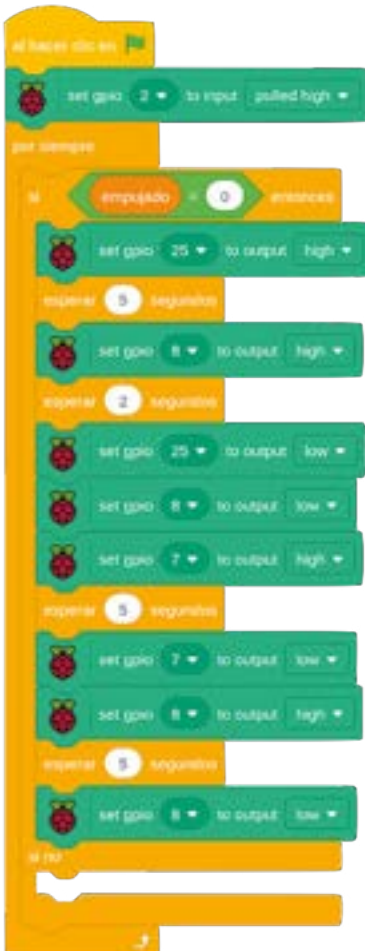 al hacer clic en
set gpio 2 to input pulled high
por siempre
si empujado = 0 entonces
set gpio 25 to output high
esperar 5 segundos
set gpio 8 to output high
esperar 2 segundos
set gpio 25 to output low
set gpio 8 to output low
set gpio 7 to output high
esperar 5 segundos
set gpio 7 to output low
set gpio 8 to output high
esperar 5 segundos
set gpio 8 to output low
si no